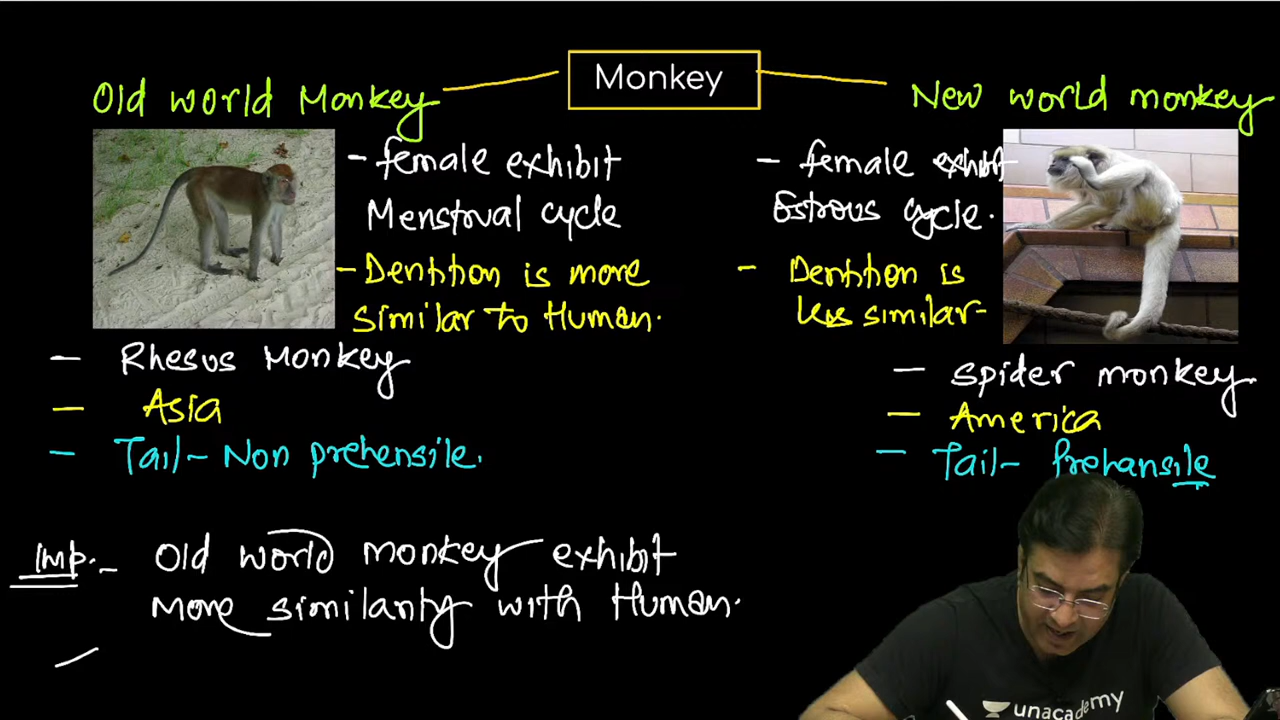 Monkey
Old world Monkey
- female exhibit
Menstrual cycle
- Dentition is more
similar to Human.
- Rhesus Monkey
- Asia
- Tail - Non prehensile.
New world monkey
- female exhibit
Estrous cycle.
- Dentition is
less similar-
- spider monkey.
- America
- Tail - Prehansile
Imp.- Old world monkey exhibit
More similarity with Human.
unacademy